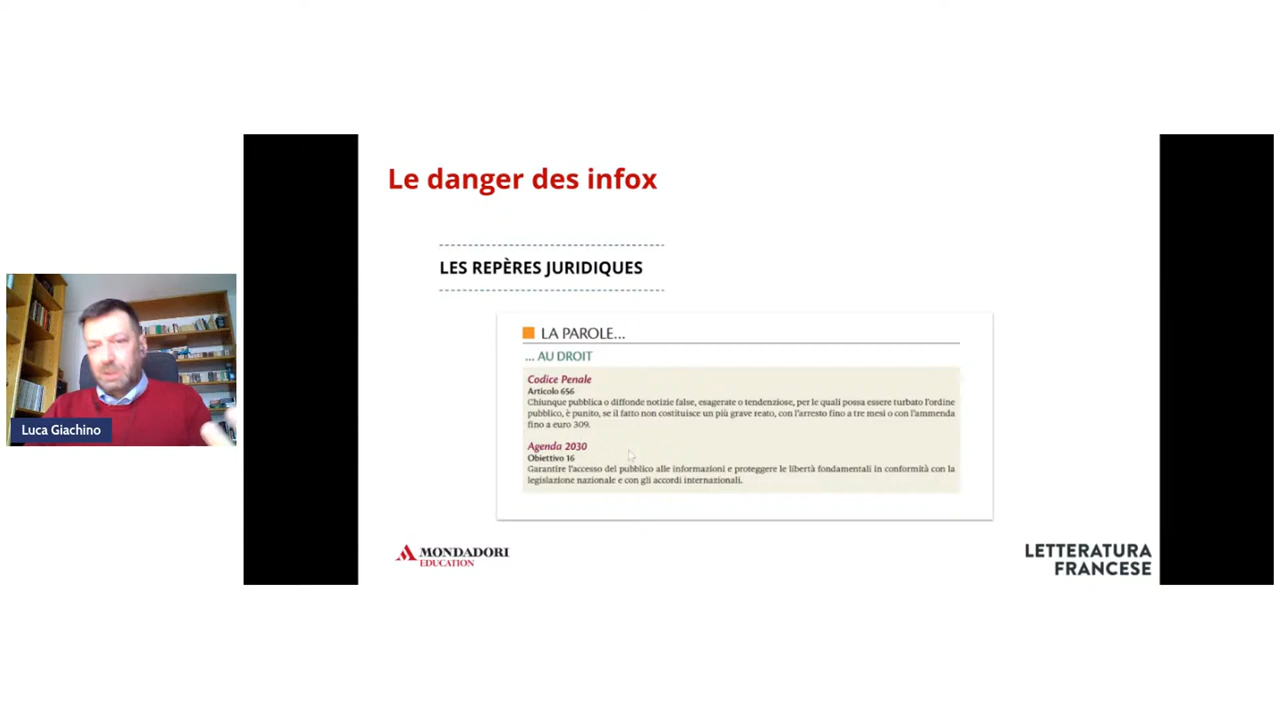 Le danger des infox
LES REPÈRES JURIDIQUES
LA PAROLE...
... AU DROIT
Codice Penale
Articolo 656
Chiunque pubblica o diffonde notizie false, esagerate o tendenziose, per le quali possa essere turbato l'ordine
pubblico, è punito, se il fatto non costituisce un più grave reato, con l'arresto fino a tre mesi o con l'ammenda
fino a euro 309.
Agenda 2030
Obiettivo 16
Garantire l'accesso del pubblico alle informazioni e proteggere le libertà fondamentali in conformità con la
legislazione nazionale e con gli accordi internazionali.
Luca Giachino
MONDADORI
EDUCATION
LETTERATURA
FRANCESE